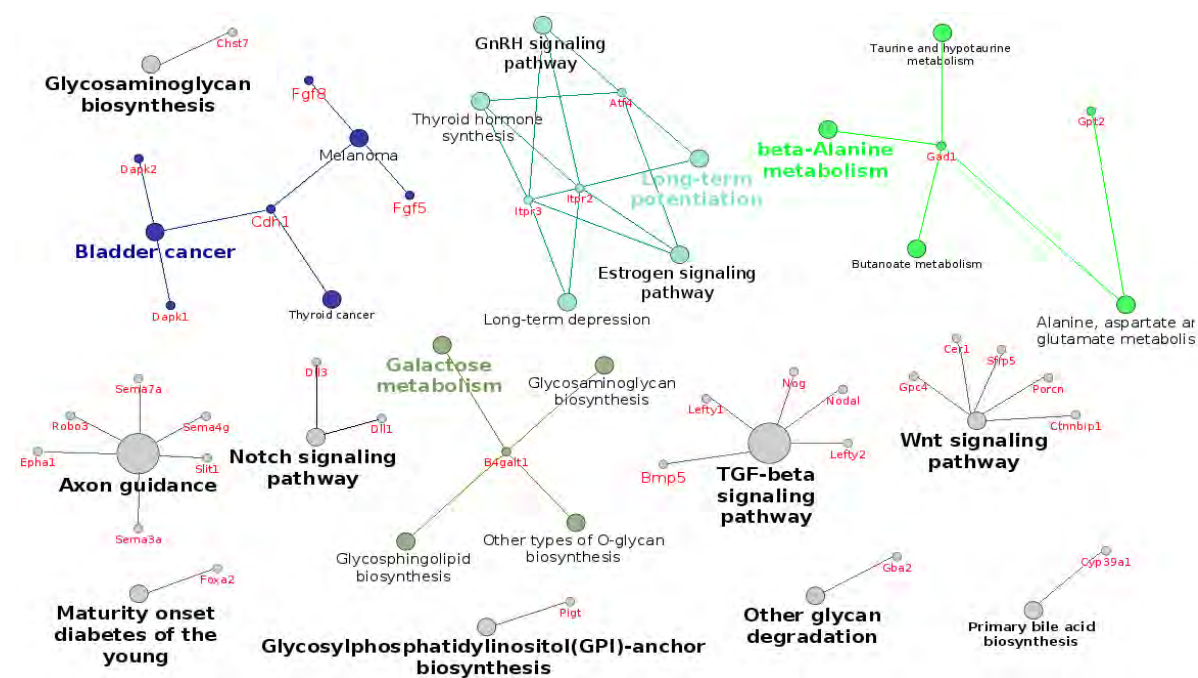 Chst7
Glycosaminoglycan
biosynthesis
Fgf8
Melanoma
Dapk2
Fgf5
Cdh1
Bladder cancer
Dapk1
Thyroid cancer
GnRH signaling
pathway
Atf4
Thyroid hormone
synthesis
Long-term
potentiation
Itpr2
Itpr3
Estrogen signaling
pathway
Long-term depression
Taurine and hypotaurine
metabolism
Gpt2
beta-Alanine
metabolism
Gad1
Butanoate metabolism
Alanine, aspartate ar
glutamate metabolis
Sema7a
Robo3
Sema4g
Epha1
Slit1
Axon guidance
Sema3a
Dll3
Dll1
Notch signaling
pathway
Galactose
metabolism
Glycosaminoglycan
biosynthesis
B4galt1
Glycosphingolipid
biosynthesis
Other types of O-glycan
biosynthesis
Nog
Lefty1
Nodal
Lefty2
Bmp5
TGF-beta
signaling
pathway
Cer1
Sfrp5
Gpc4
Porcn
Ctnnbip1
Wnt signaling
pathway
Foxa2
Maturity onset
diabetes of the
young
Pigt
Glycosylphosphatidylinositol(GPI)-anchor
biosynthesis
Gba2
Other glycan
degradation
Cyp39a1
Primary bile acid
biosynthesis